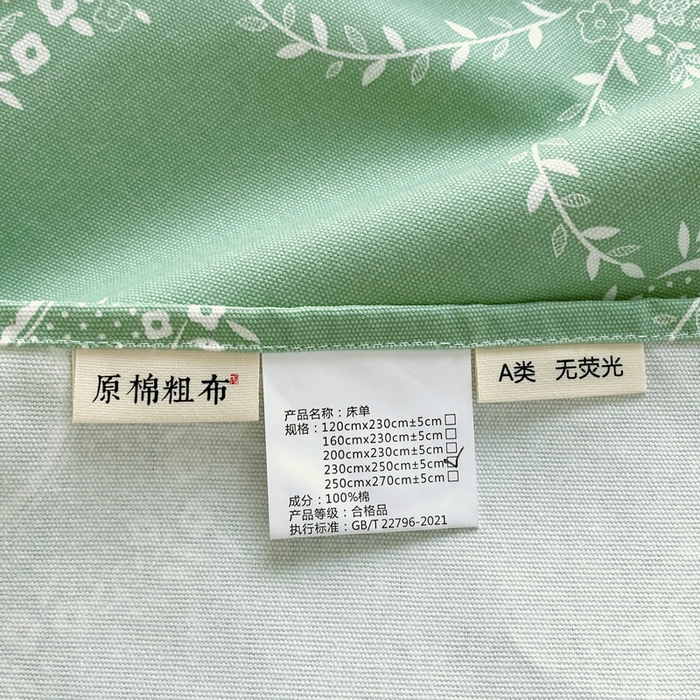 原棉粗布
产品名称：床单
规格：120cmx230cm±5cm
160cmx230cm±5cm
200cmx230cm±5cm
230cmx250cm±5cm
250cmx270cm±5cm
成分：100%棉
产品等级：合格品
执行标准：GB/T 22796-2021
A类 无荧光